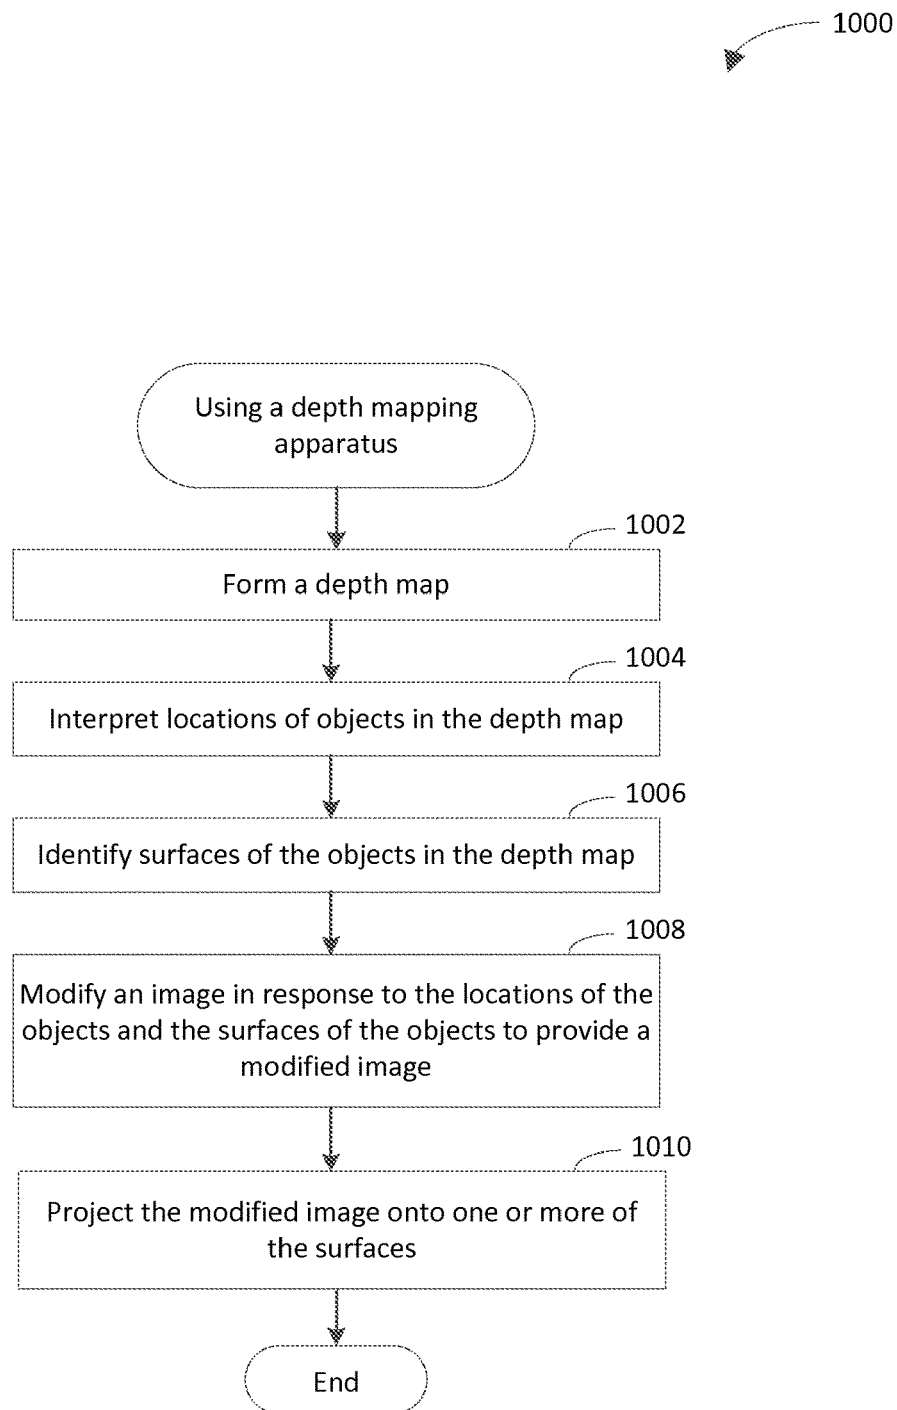 1000
Using a depth mapping
apparatus
1002
Form a depth map
1004
Interpret locations of objects in the depth map
1006
Identify surfaces of the objects in the depth map
1008
Modify an image in response to the locations of the
objects and the surfaces of the objects to provide a
modified image
1010
Project the modified image onto one or more of
the surfaces
End